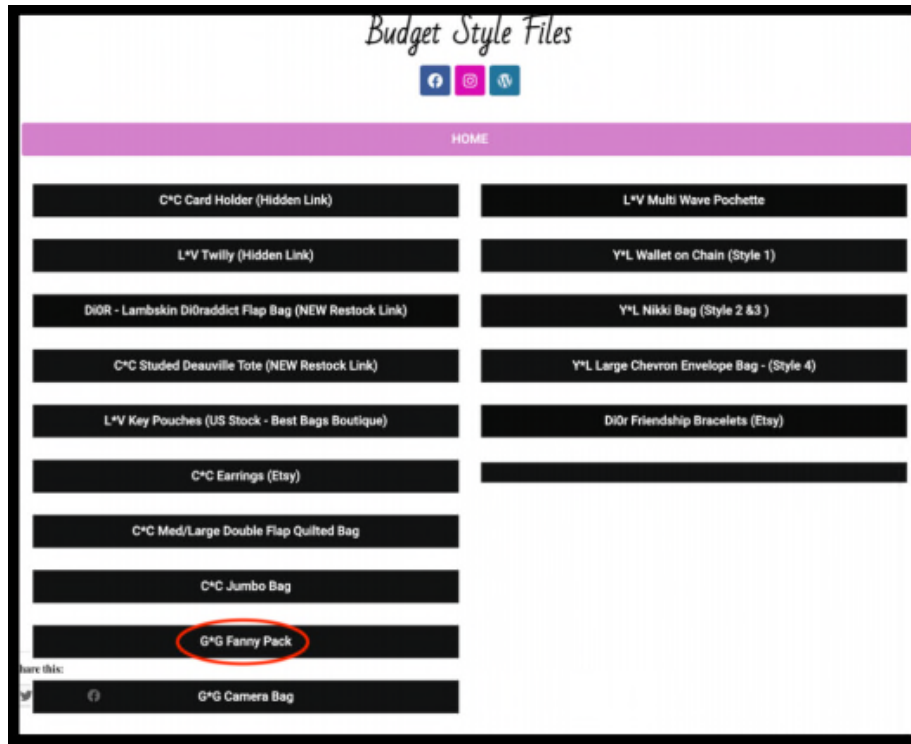 Budget Style Files
HOME
C*C Card Holder (Hidden Link)
L*V Twilly (Hidden Link)
Di0R - Lambskin Di0raddict Flap Bag (NEW Restock Link)
C*C Studed Deauville Tote (NEW Restock Link)
L*V Key Pouches (US Stock - Best Bags Boutique)
C*C Earrings (Etsy)
C*C Med/Large Double Flap Quilted Bag
C*C Jumbo Bag
G*G Fanny Pack
hare this:
G*G Camera Bag
L*V Multi Wave Pochette
Y*L Wallet on Chain (Style 1)
Y*L Nikki Bag (Style 2 &3 )
Y*L Large Chevron Envelope Bag - (Style 4)
Di0r Friendship Bracelets (Etsy)